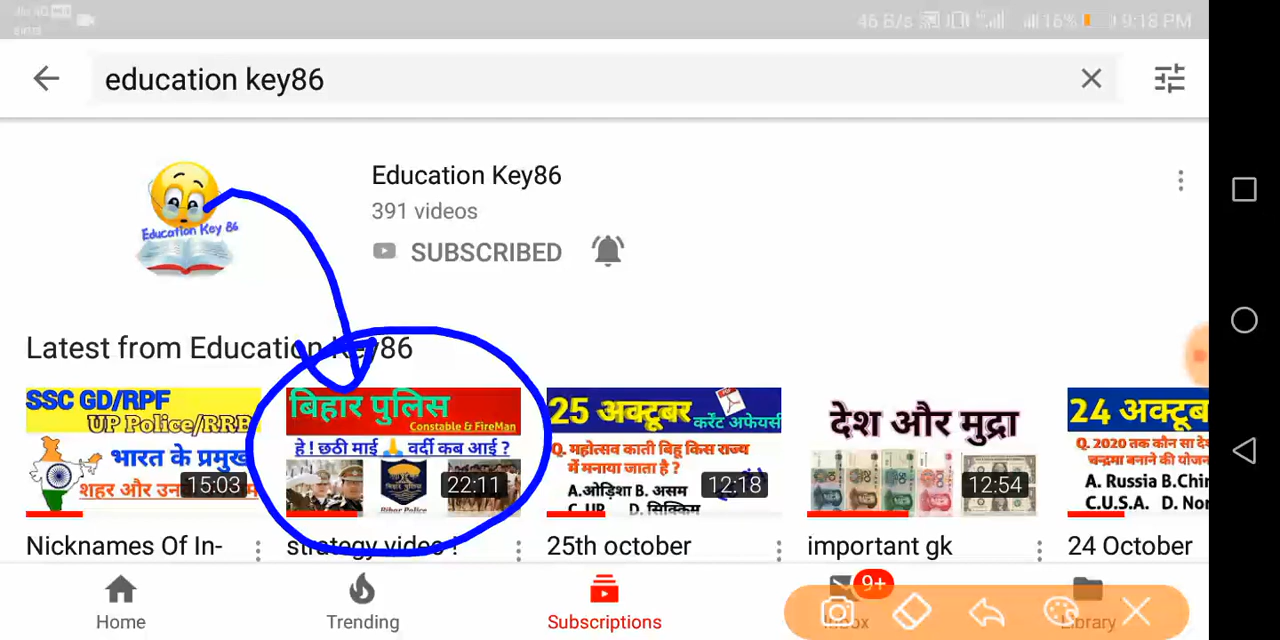 46 B/s 16% 9:18 PM
education key86
Education Key86
391 videos
SUBSCRIBED
Education Key 86
Latest from Education Key86
SSC GD/RPF
UP Police/RRB
भारत के प्रमुख
शहर और उन
15:03
Nicknames Of In-
बिहार पुलिस
Constable & FireMan
हे ! छठी माई 🙏 वर्दी कब आई ?
Bihar Police
22:11
strategy video !
25 अक्टूबर
करेंट अफेयर्स
Q. महोत्सव काती बिहू किस राज्य
में मनाया जाता है ?
A.ओड़िशा B. असम
C. UP D. सिक्किम
12:18
25th october
देश और मुद्रा
12:54
important gk
24 अक्टूब
Q. 2020 तक कौन सा दे
चन्द्रमा बनाने की योज
A. Russia B.Chi
C.U.S.A. D. No
24 October
Home
Trending
Subscriptions
9+
Inbox
Library